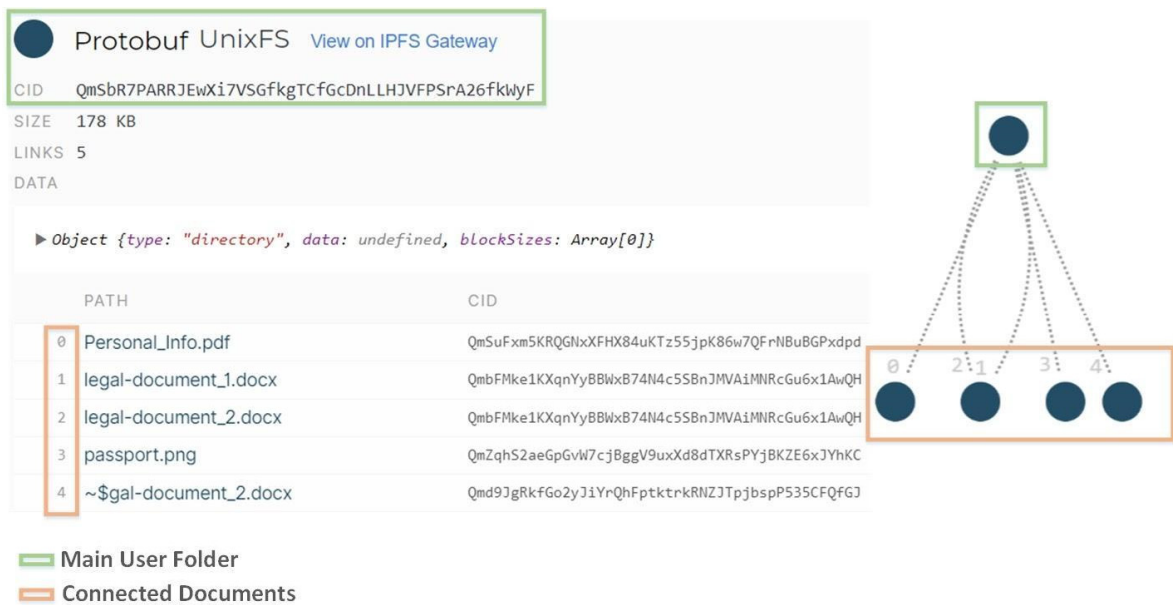 Protobuf UnixFS View on IPFS Gateway
CID QmSbR7PARRJEwXi7VSGfkgTCfGcDnLLHJVFPSrA26fkWyF
SIZE 178 KB
LINKS 5
DATA
▶ Object {type: "directory", data: undefined, blockSizes: Array[0]}
PATH CID
0 Personal_Info.pdf QmSuFxm5KRQGNxXFHX84uKTz55jpK86w7QFrNBuBGPxdpd
1 legal-document_1.docx QmbFMke1KXqnYyBBWxB74N4c5SBnJMVAiMNRcGu6x1AwQH
2 legal-document_2.docx QmbFMke1KXqnYyBBWxB74N4c5SBnJMVAiMNRcGu6x1AwQH
3 passport.png QmZqhS2aeGpGvW7cjBggV9uxXd8dTXRsPYjBKZE6xJYhKC
4 ~$gal-document_2.docx Qmd9JgRkfGo2yJiYrQhFptktrkRNZJTpjbspP535CFQfGJ
0 2 1 3 4
Main User Folder
Connected Documents